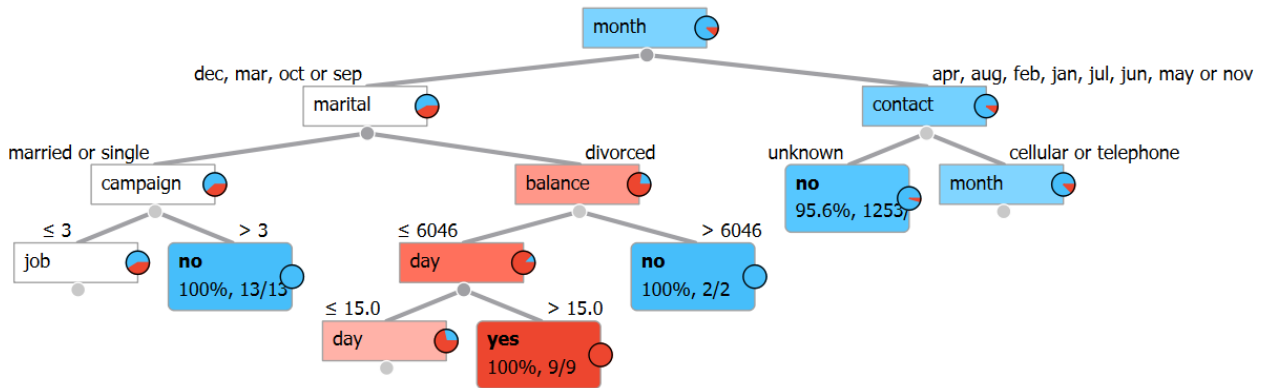 month
dec, mar, oct or sep
apr, aug, feb, jan, jul, jun, may or nov
marital
contact
married or single
divorced
unknown
cellular or telephone
campaign
balance
no
95.6%, 1253/
month
≤ 3
> 3
≤ 6046
> 6046
job
no
100%, 13/13
day
no
100%, 2/2
≤ 15.0
> 15.0
day
yes
100%, 9/9